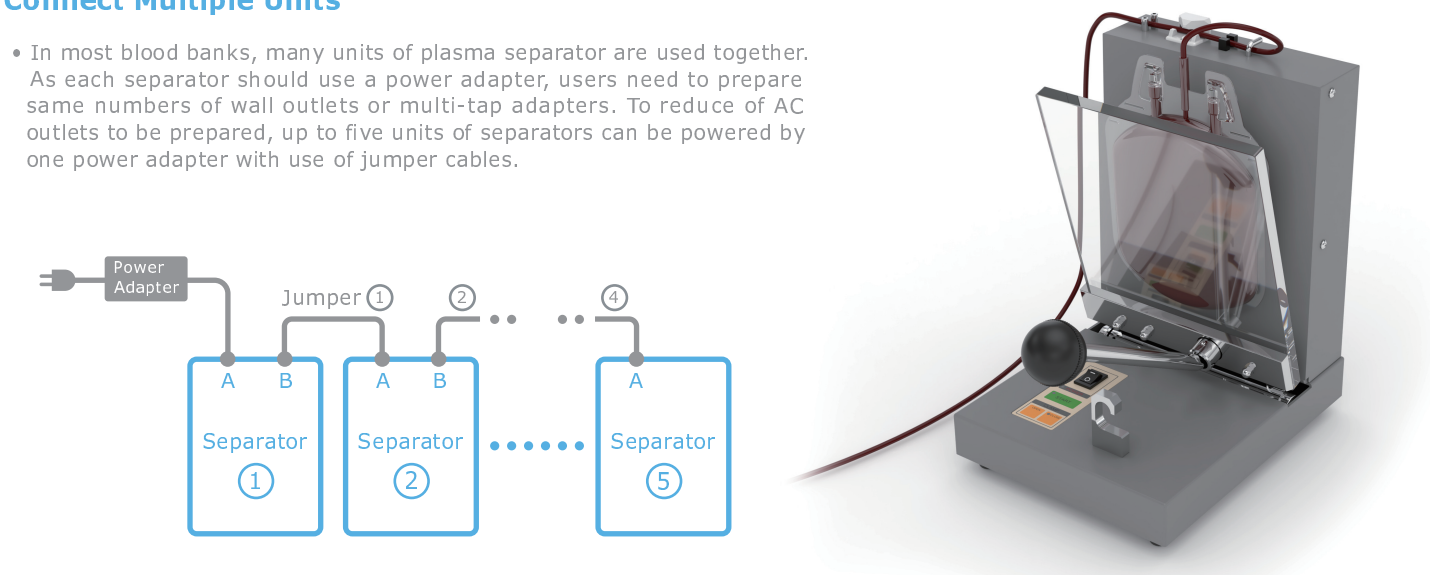 Connect Multiple Units
• In most blood banks, many units of plasma separator are used together.
As each separator should use a power adapter, users need to prepare
same numbers of wall outlets or multi-tap adapters. To reduce of AC
outlets to be prepared, up to five units of separators can be powered by
one power adapter with use of jumper cables.
Power
Adapter
Jumper 1 2 4
A B A B A
Separator Separator Separator
1 2 5